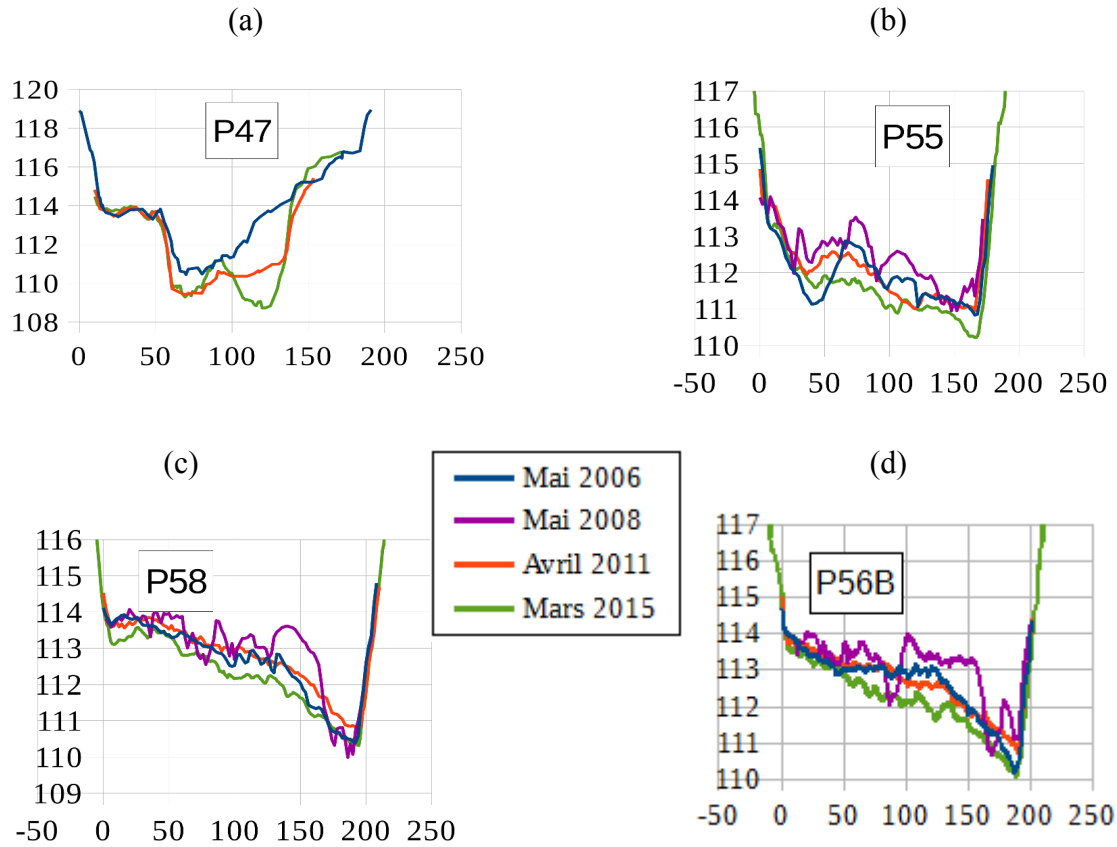 (a)
120
118
116
114
112
110
108
0 50 100 150 200 250
P47
(b)
117
116
115
114
113
112
111
110
-50 0 50 100 150 200 250
P55
(c)
116
115
114
113
112
111
110
109
-50 0 50 100 150 200 250
P58
Mai 2006
Mai 2008
Avril 2011
Mars 2015
(d)
117
116
115
114
113
112
111
110
-50 0 50 100 150 200 250
P56B